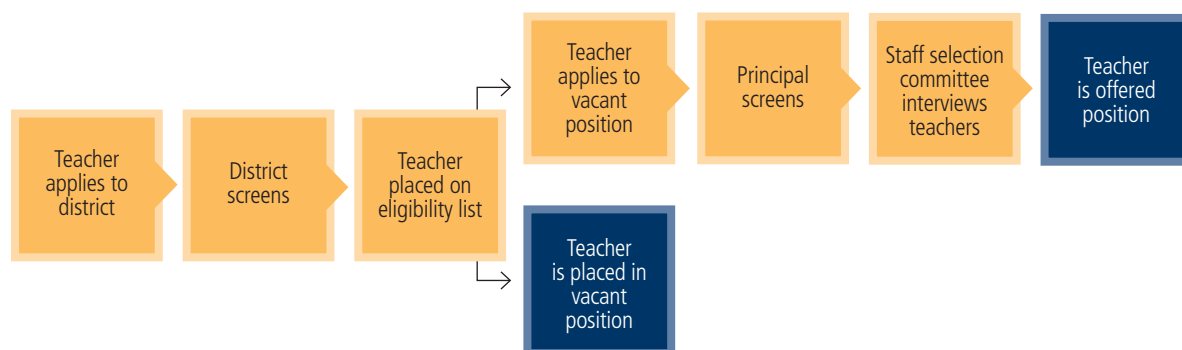 Teacher
applies to
district
District
screens
Teacher
placed on
eligibility list
Teacher
applies to
vacant
position
Principal
screens
Staff selection
committee
interviews
teachers
Teacher
is offered
position
Teacher
is placed in
vacant
position